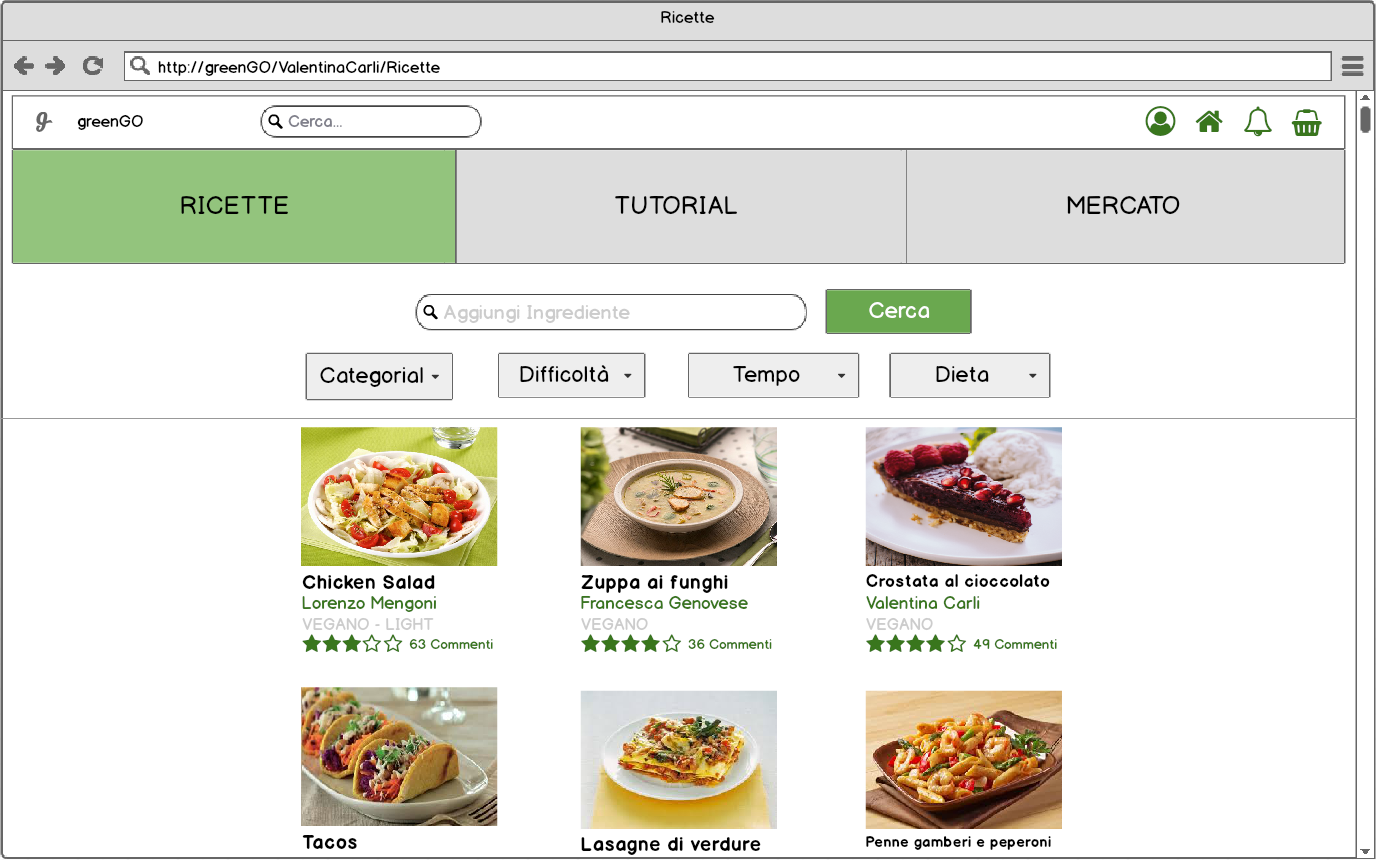 Ricette
http://greenGO/ValentinaCarli/Ricette
g greenGO Cerca...
RICETTE TUTORIAL MERCATO
Aggiungi Ingrediente Cerca
Categorial Difficoltà Tempo Dieta
Chicken Salad
Lorenzo Mengoni
VEGANO - LIGHT
63 Commenti
Zuppa ai funghi
Francesca Genovese
VEGANO
36 Commenti
Crostata al cioccolato
Valentina Carli
VEGANO
49 Commenti
Tacos
Lasagne di verdure
Penne gamberi e peperoni